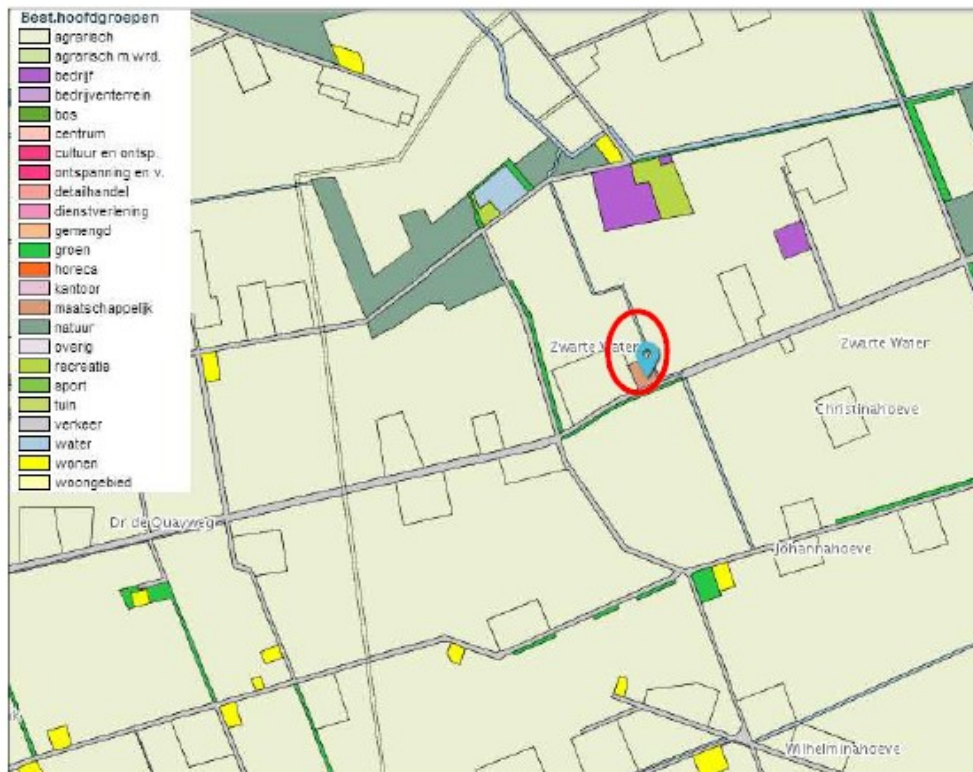 Best.hoofdgroepen
agrarisch
agrarisch m.wrd.
bedrijf
bedrijventerrein
bos
centrum
cultuur en ontsp.
ontspanning en v.
detailhandel
dienstverlening
gemengd
groen
horeca
kantoor
maatschappelijk
natuur
overig
recreatie
sport
tuin
verkeer
water
wonen
woongebied
Zwarte Water
Zwarte Water
Christinahoeve
Dr de Quayweg
Johannahoeve
Wilhelminahoeve